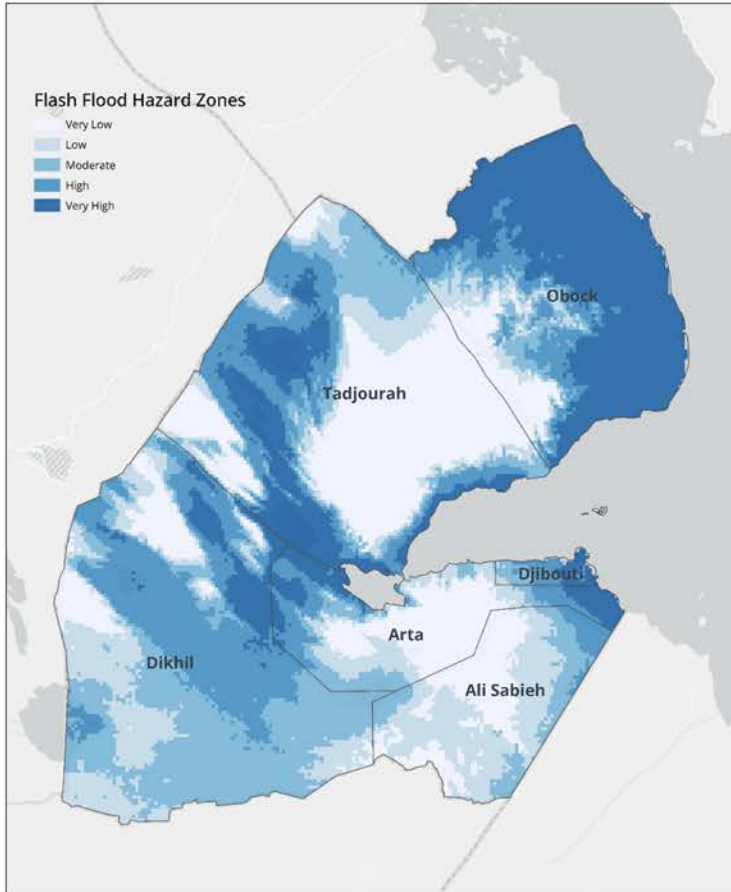 Flash Flood Hazard Zones
Very Low
Low
Moderate
High
Very High
Obock
Tadjourah
Djibouti
Arta
Dikhil
Ali Sabieh